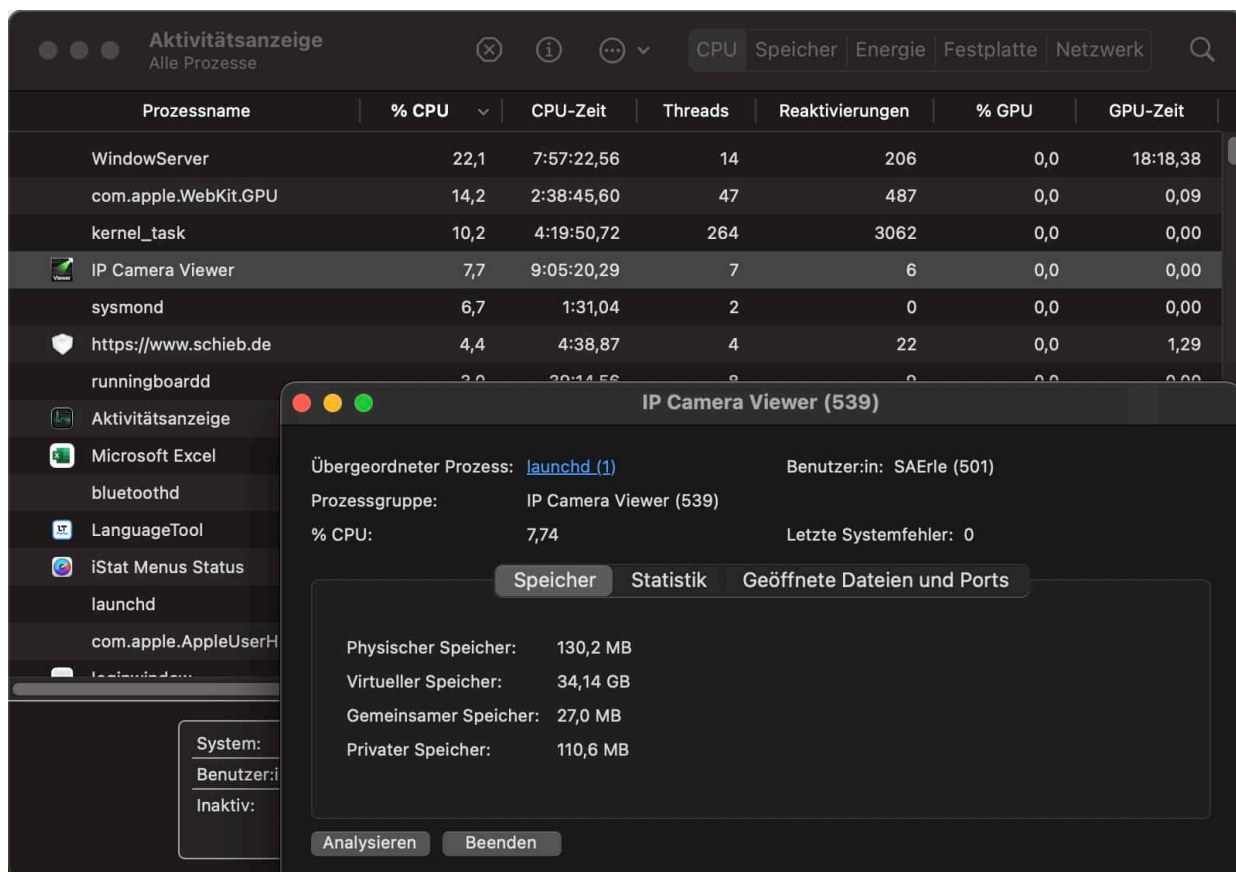 Aktivitätsanzeige
Alle Prozesse
CPU Speicher Energie Festplatte Netzwerk
Prozessname % CPU CPU-Zeit Threads Reaktivierungen % GPU GPU-Zeit
WindowServer 22,1 7:57:22,56 14 206 0,0 18:18,38
com.apple.WebKit.GPU 14,2 2:38:45,60 47 487 0,0 0,09
kernel_task 10,2 4:19:50,72 264 3062 0,0 0,00
Viewer IP Camera Viewer 7,7 9:05:20,29 7 6 0,0 0,00
sysmond 6,7 1:31,04 2 0 0,0 0,00
https://www.schieb.de 4,4 4:38,87 4 22 0,0 1,29
runningboardd
Aktivitätsanzeige
Microsoft Excel
bluetoothd
LT LanguageTool
iStat Menus Status
launchd
com.apple.AppleUserH
System:
Benutzer:i
Inaktiv:
IP Camera Viewer (539)
Übergeordneter Prozess: launchd (1) Benutzer:in: SAErle (501)
Prozessgruppe: IP Camera Viewer (539)
% CPU: 7,74 Letzte Systemfehler: 0
Speicher Statistik Geöffnete Dateien und Ports
Physischer Speicher: 130,2 MB
Virtueller Speicher: 34,14 GB
Gemeinsamer Speicher: 27,0 MB
Privater Speicher: 110,6 MB
Analysieren Beenden